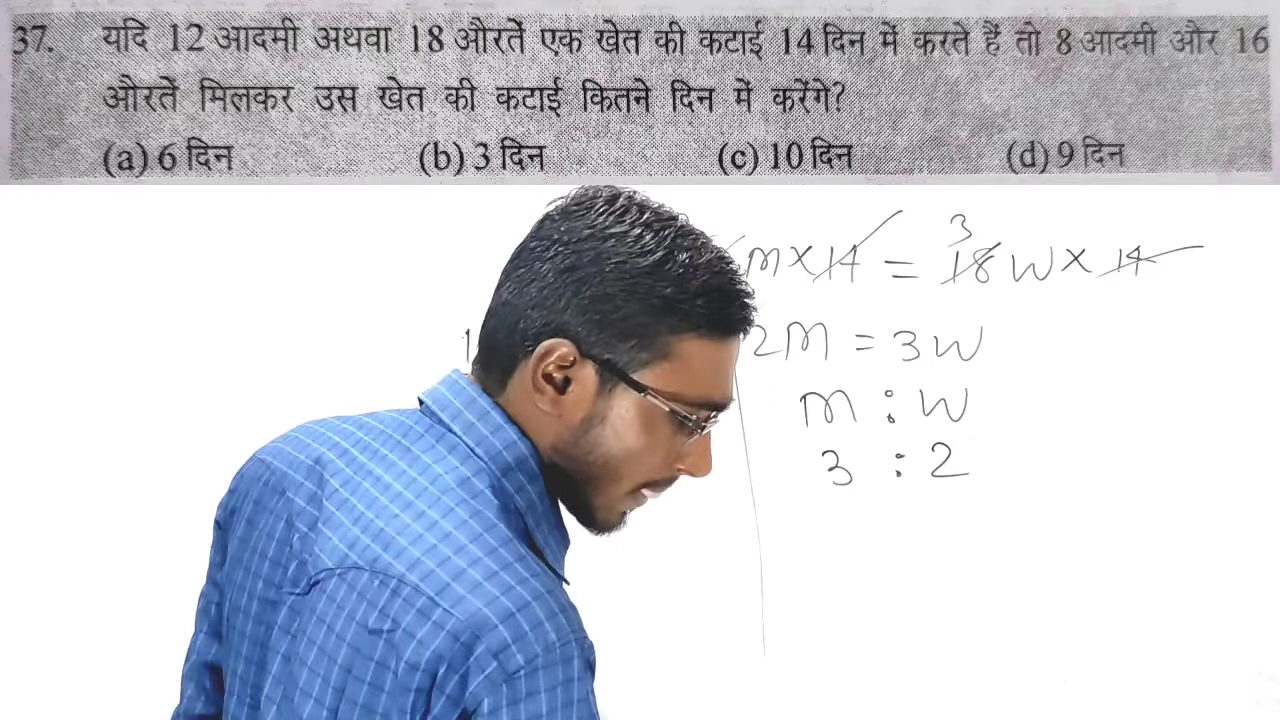 37. यदि 12 आदमी अथवा 18 औरतें एक खेत की कटाई 14 दिन में करते हैं तो 8 आदमी और 16
औरतें मिलकर उस खेत की कटाई कितने दिन में करेंगे?
(a) 6 दिन (b) 3 दिन (c) 10 दिन (d) 9 दिन
3
M × 14 = 18 W × 14
2M = 3W
M : W
3 : 2